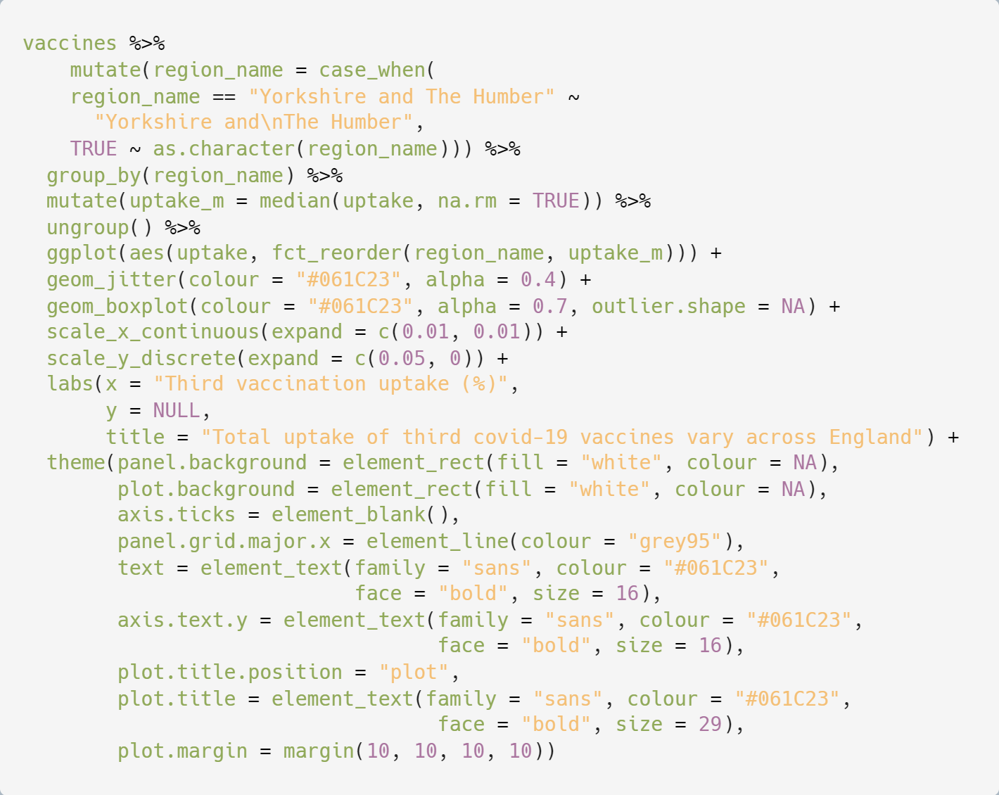 vaccines %>%
    mutate(region_name = case_when(
    region_name == "Yorkshire and The Humber" ~
      "Yorkshire and\nThe Humber",
    TRUE ~ as.character(region_name))) %>%
  group_by(region_name) %>%
  mutate(uptake_m = median(uptake, na.rm = TRUE)) %>%
  ungroup() %>%
  ggplot(aes(uptake, fct_reorder(region_name, uptake_m))) +
  geom_jitter(colour = "#061C23", alpha = 0.4) +
  geom_boxplot(colour = "#061C23", alpha = 0.7, outlier.shape = NA) +
  scale_x_continuous(expand = c(0.01, 0.01)) +
  scale_y_discrete(expand = c(0.05, 0)) +
  labs(x = "Third vaccination uptake (%)",
       y = NULL,
       title = "Total uptake of third covid-19 vaccines vary across England") +
  theme(panel.background = element_rect(fill = "white", colour = NA),
        plot.background = element_rect(fill = "white", colour = NA),
        axis.ticks = element_blank(),
        panel.grid.major.x = element_line(colour = "grey95"),
        text = element_text(family = "sans", colour = "#061C23",
                            face = "bold", size = 16),
        axis.text.y = element_text(family = "sans", colour = "#061C23",
                                   face = "bold", size = 16),
        plot.title.position = "plot",
        plot.title = element_text(family = "sans", colour = "#061C23",
                                   face = "bold", size = 29),
        plot.margin = margin(10, 10, 10, 10))